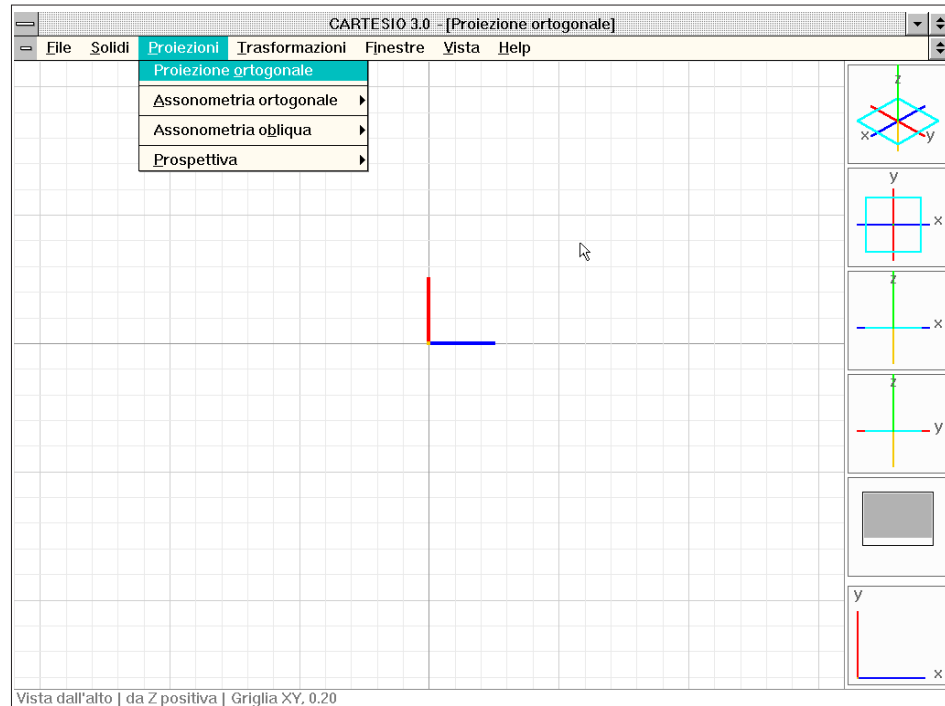 CARTESIO 3.0 - [Proiezione ortogonale]
File Solidi Proiezioni Trasformazioni Finestre Vista Help
Proiezione ortogonale
Assonometria ortogonale
Assonometria obliqua
Prospettiva
z
x y
y
x
z
x
z
y
y
x
Vista dall'alto | da Z positiva | Griglia XY, 0.20